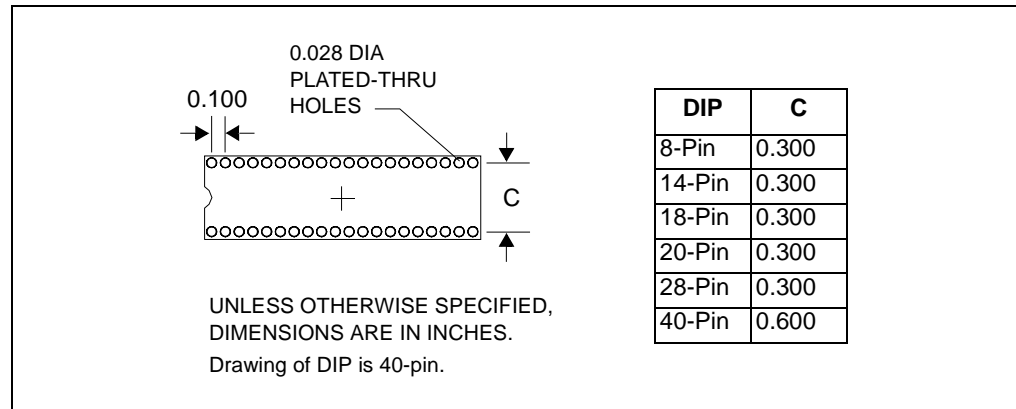 0.028 DIA
PLATED-THRU
HOLES
0.100
C
UNLESS OTHERWISE SPECIFIED,
DIMENSIONS ARE IN INCHES.
Drawing of DIP is 40-pin.
DIP C
8-Pin 0.300
14-Pin 0.300
18-Pin 0.300
20-Pin 0.300
28-Pin 0.300
40-Pin 0.600